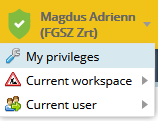 Magdus Adrienn
(FGSZ Zrt)
My privileges
Current workspace
Current user